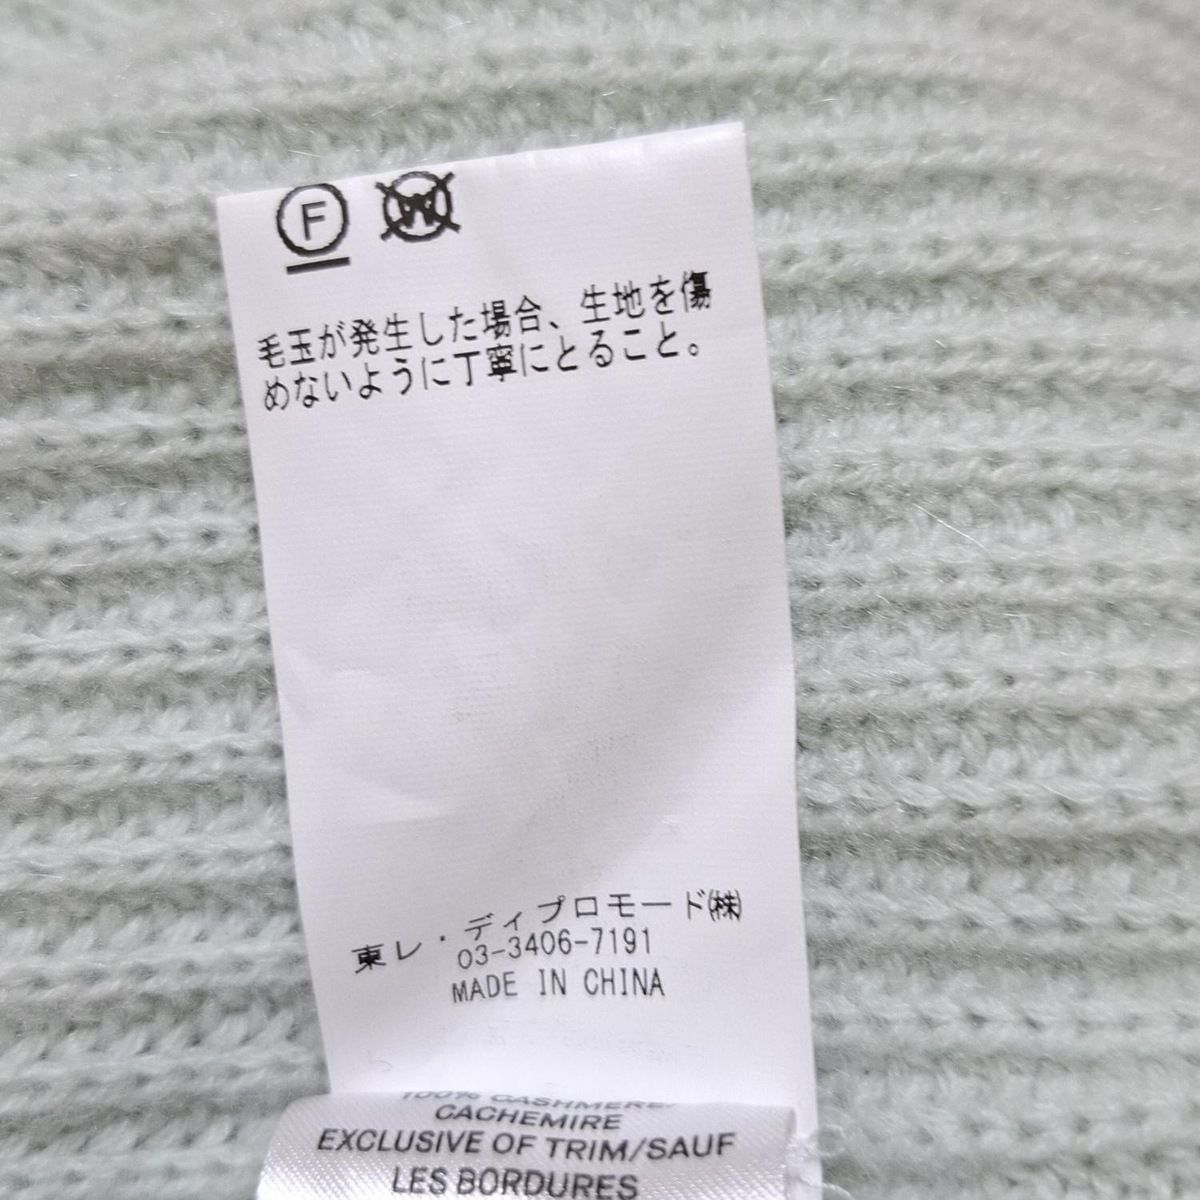 F W
毛玉が発生した場合、生地を傷
めないように丁寧にとること。
東レ・ディプロモード㈱
03-3406-7191
MADE IN CHINA
100% CASHMERE/
CACHEMIRE
EXCLUSIVE OF TRIM/SAUF
LES BORDURES